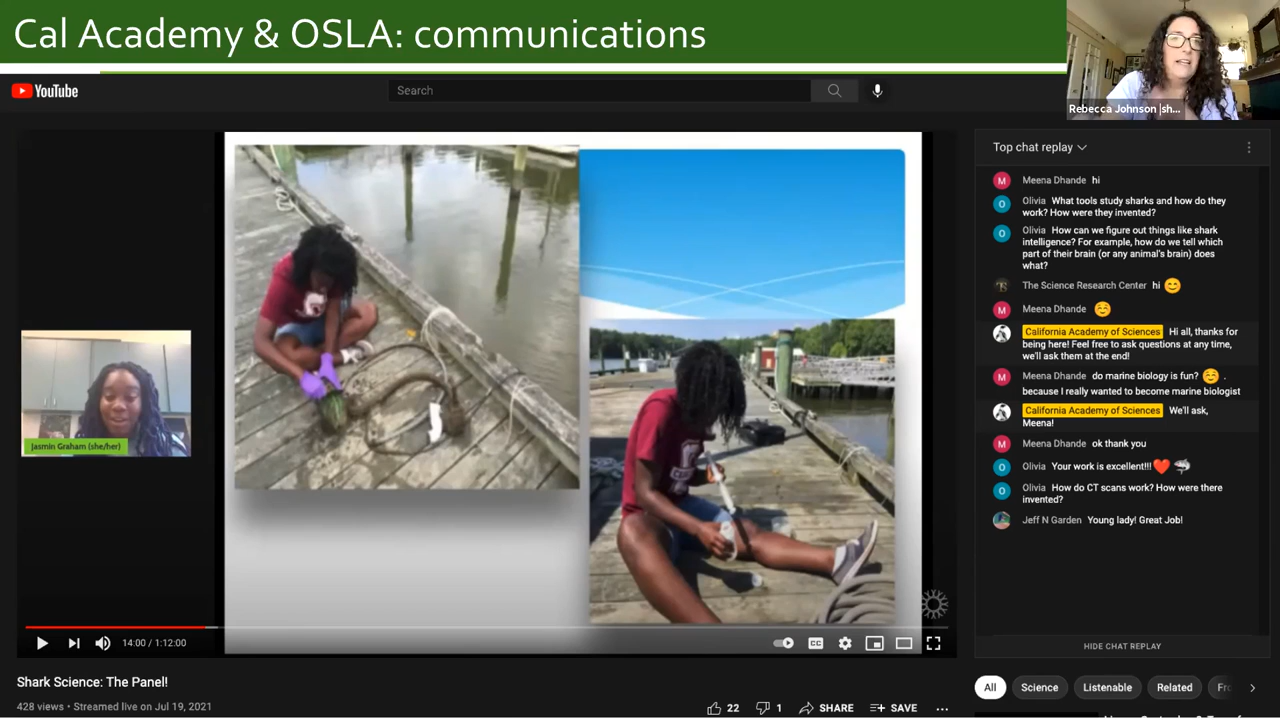 Cal Academy & OSLA: communications
Rebecca Johnson |sh...
YouTube
Search
Jasmin Graham (she/her)
14:00 / 1:12:00
CC
Shark Science: The Panel!
428 views • Streamed live on Jul 19, 2021
22
1
SHARE
SAVE
Top chat replay
M
Meena Dhande hi
O
Olivia What tools study sharks and how do they
work? How were they invented?
O
Olivia How can we figure out things like shark
intelligence? For example, how do we tell which
part of their brain (or any animal's brain) does
what?
The Science Research Center hi
M
Meena Dhande
California Academy of Sciences Hi all, thanks for
being here! Feel free to ask questions at any time,
we'll ask them at the end!
M
Meena Dhande do marine biology is fun? .
because I really wanted to become marine biologist
California Academy of Sciences We'll ask,
Meena!
M
Meena Dhande ok thank you
O
Olivia Your work is excellent!!!
O
Olivia How do CT scans work? How were there
invented?
Jeff N Garden Young lady! Great Job!
HIDE CHAT REPLAY
All
Science
Listenable
Related